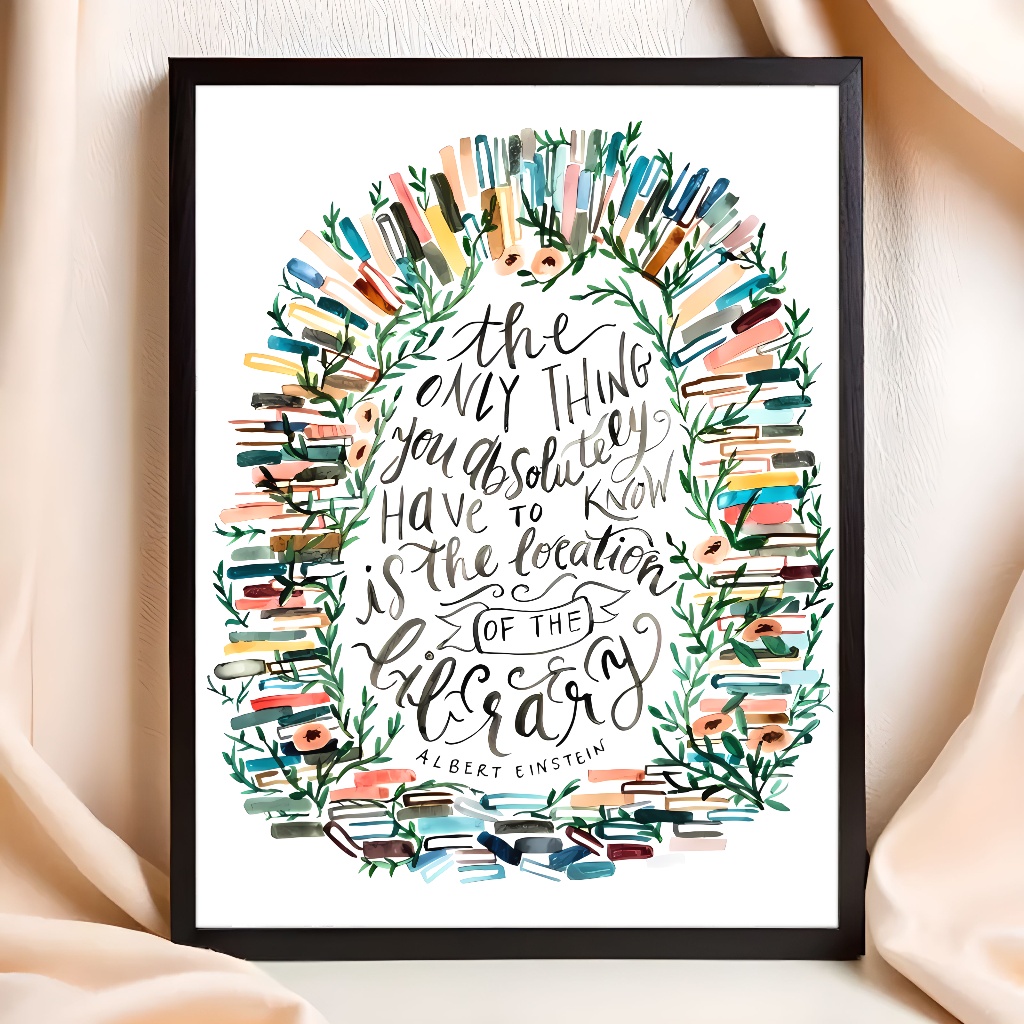 the
ONLY THING
you absolutely
HAVE TO KNOW
is the location
OF THE
library
ALBERT EINSTEIN